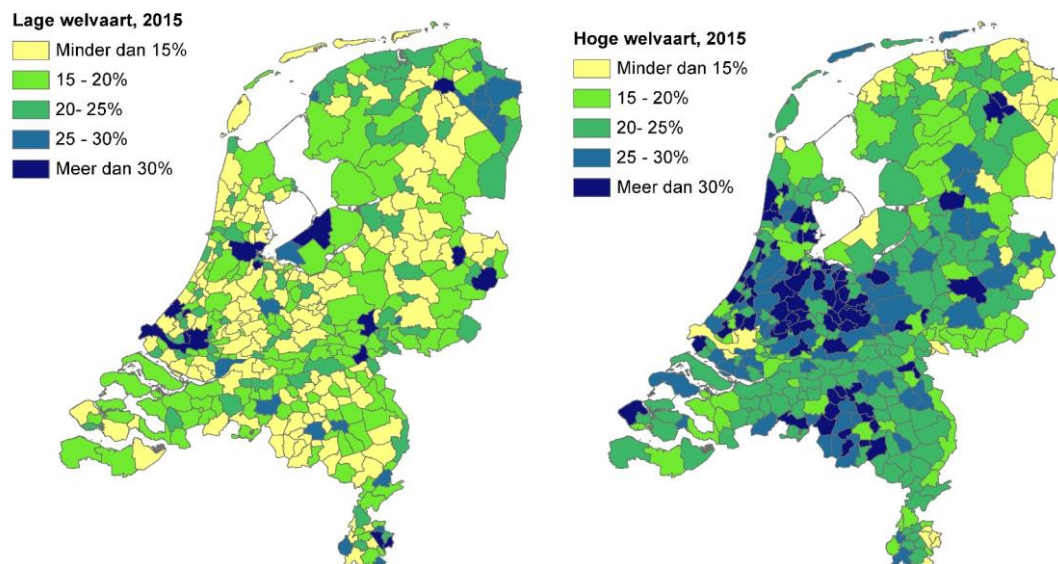 Lage welvaart, 2015
Minder dan 15%
15 - 20%
20- 25%
25 - 30%
Meer dan 30%
Hoge welvaart, 2015
Minder dan 15%
15 - 20%
20- 25%
25 - 30%
Meer dan 30%